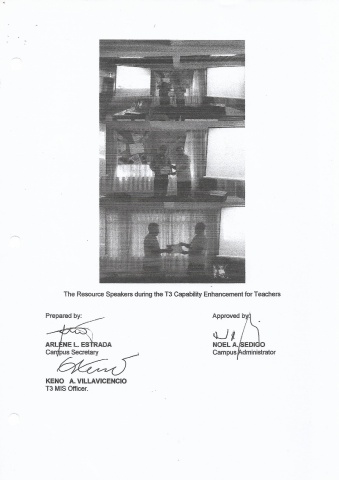 The Resource Speakers during the T3 Capability Enhancement for Teachers
Prepared by:
Approved by:
ARLENE L. ESTRADA
NOEL A. SEDIGO
Campus Secretary
Campus Administrator
KENO A. VILLAVICENCIO
T3 MIS Officer.